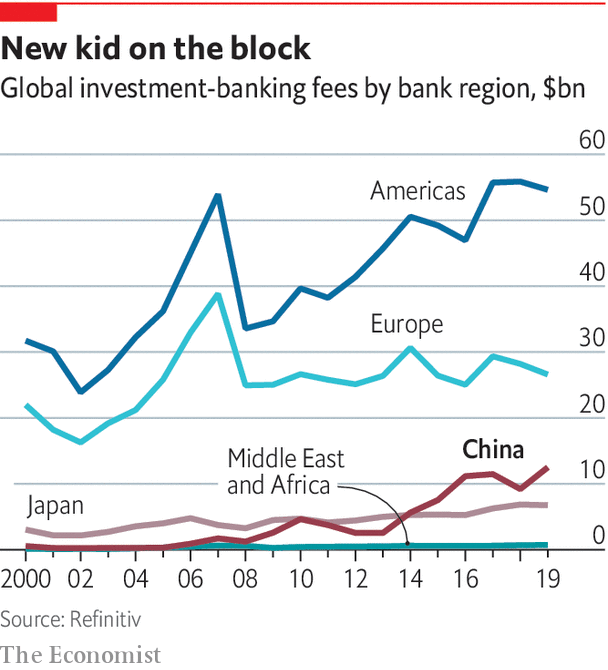 New kid on the block
Global investment-banking fees by bank region, $bn
60
Americas
50
40
Europe
30
20
China
Middle East
and Africa
10
Japan
0
2000 02 04 06 08 10 12 14 16 19
Source: Refinitiv
The Economist